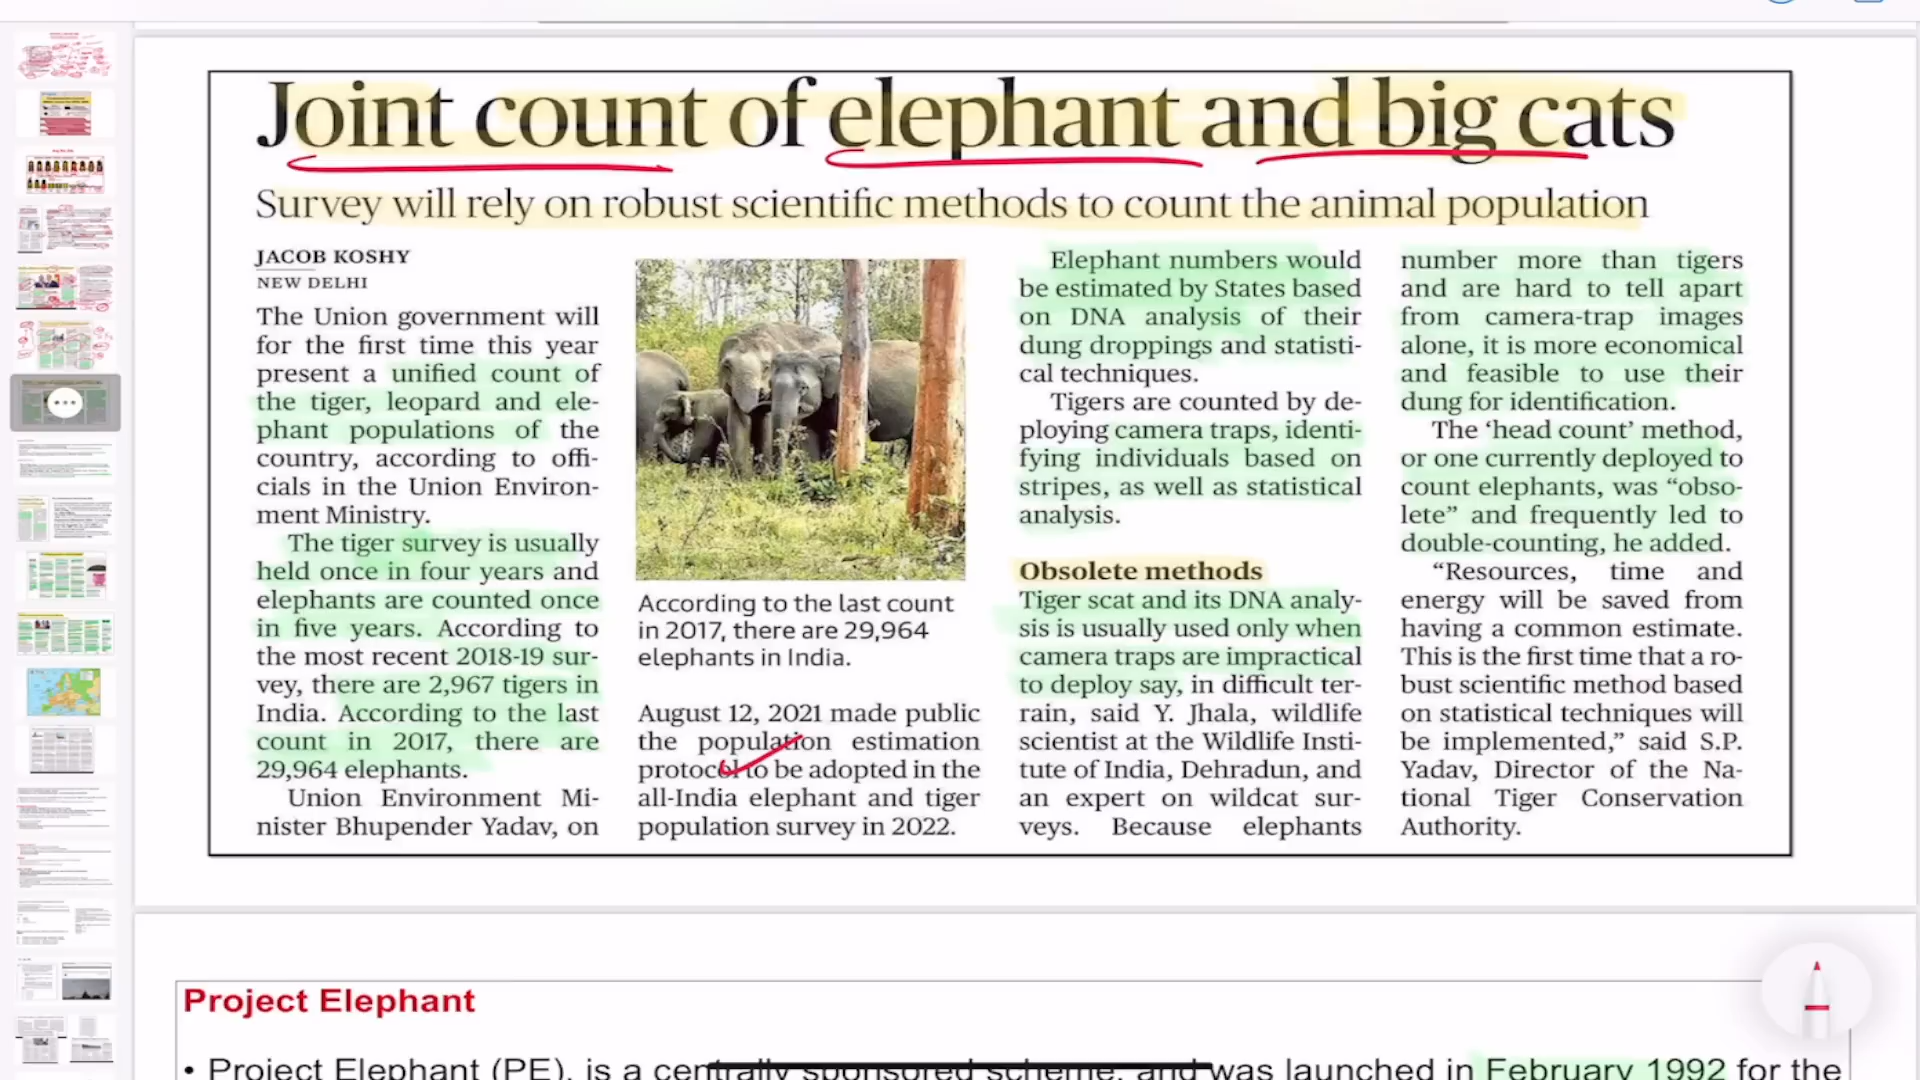 Joint count of elephant and big cats
Survey will rely on robust scientific methods to count the animal population
JACOB KOSHY
NEW DELHI
The Union government will
for the first time this year
present a unified count of
the tiger, leopard and ele-
phant populations of the
country, according to offi-
cials in the Union Environ-
ment Ministry.
The tiger survey is usually
held once in four years and
elephants are counted once
in five years. According to
the most recent 2018-19 sur-
vey, there are 2,967 tigers in
India. According to the last
count in 2017, there are
29,964 elephants.
Union Environment Mi-
nister Bhupender Yadav, on
According to the last count
in 2017, there are 29,964
elephants in India.
August 12, 2021 made public
the population estimation
protocol to be adopted in the
all-India elephant and tiger
population survey in 2022.
Elephant numbers would
be estimated by States based
on DNA analysis of their
dung droppings and statisti-
cal techniques.
Tigers are counted by de-
ploying camera traps, identi-
fying individuals based on
stripes, as well as statistical
analysis.
Obsolete methods
Tiger scat and its DNA analy-
sis is usually used only when
camera traps are impractical
to deploy say, in difficult ter-
rain, said Y. Jhala, wildlife
scientist at the Wildlife Insti-
tute of India, Dehradun, and
an expert on wildcat sur-
veys. Because elephants
number more than tigers
and are hard to tell apart
from camera-trap images
alone, it is more economical
and feasible to use their
dung for identification.
The ‘head count’ method,
or one currently deployed to
count elephants, was “obso-
lete” and frequently led to
double-counting, he added.
“Resources, time and
energy will be saved from
having a common estimate.
This is the first time that a ro-
bust scientific method based
on statistical techniques will
be implemented,” said S.P.
Yadav, Director of the Na-
tional Tiger Conservation
Authority.
Project Elephant
• Project Elephant (PE), is a centrally sponsored scheme, and was launched in February 1992 for the